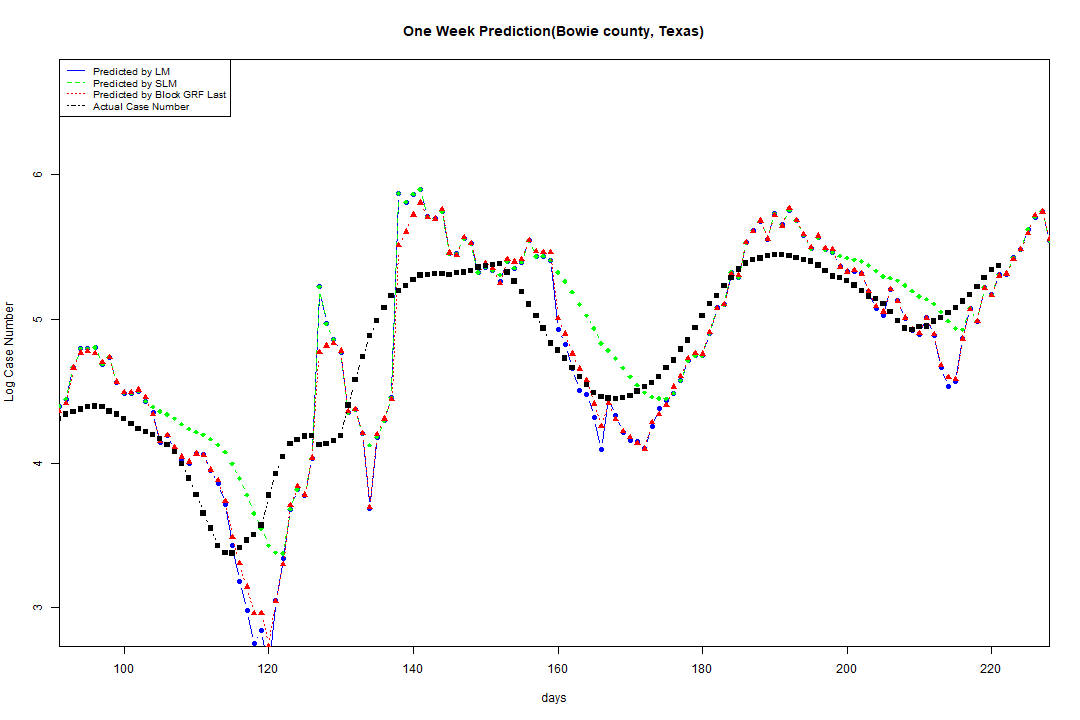 One Week Prediction(Bowie county, Texas)
Predicted by LM
Predicted by SLM
Predicted by Block GRF Last
Actual Case Number
Log Case Number
6
5
4
3
100 120 140 160 180 200 220
days